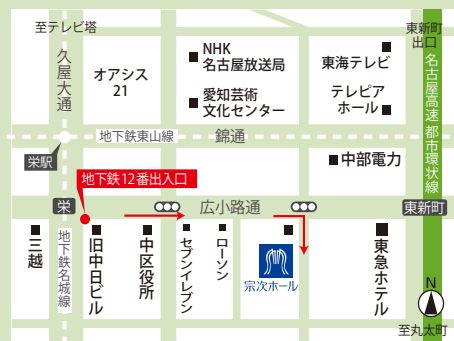 至テレビ塔
久屋大通
オアシス
21
NHK
名古屋放送局
愛知芸術
文化センター
東海テレビ
テレピア
ホール
東新町
出口
名古屋高速都市環状線
地下鉄東山線
錦通
栄駅
中部電力
地下鉄12番出入口
栄
広小路通
東新町
三越
地下鉄名城線
旧中日ビル
中区役所
セブンイレブン
ローソン
宗次ホール
東急ホテル
N
至丸太町